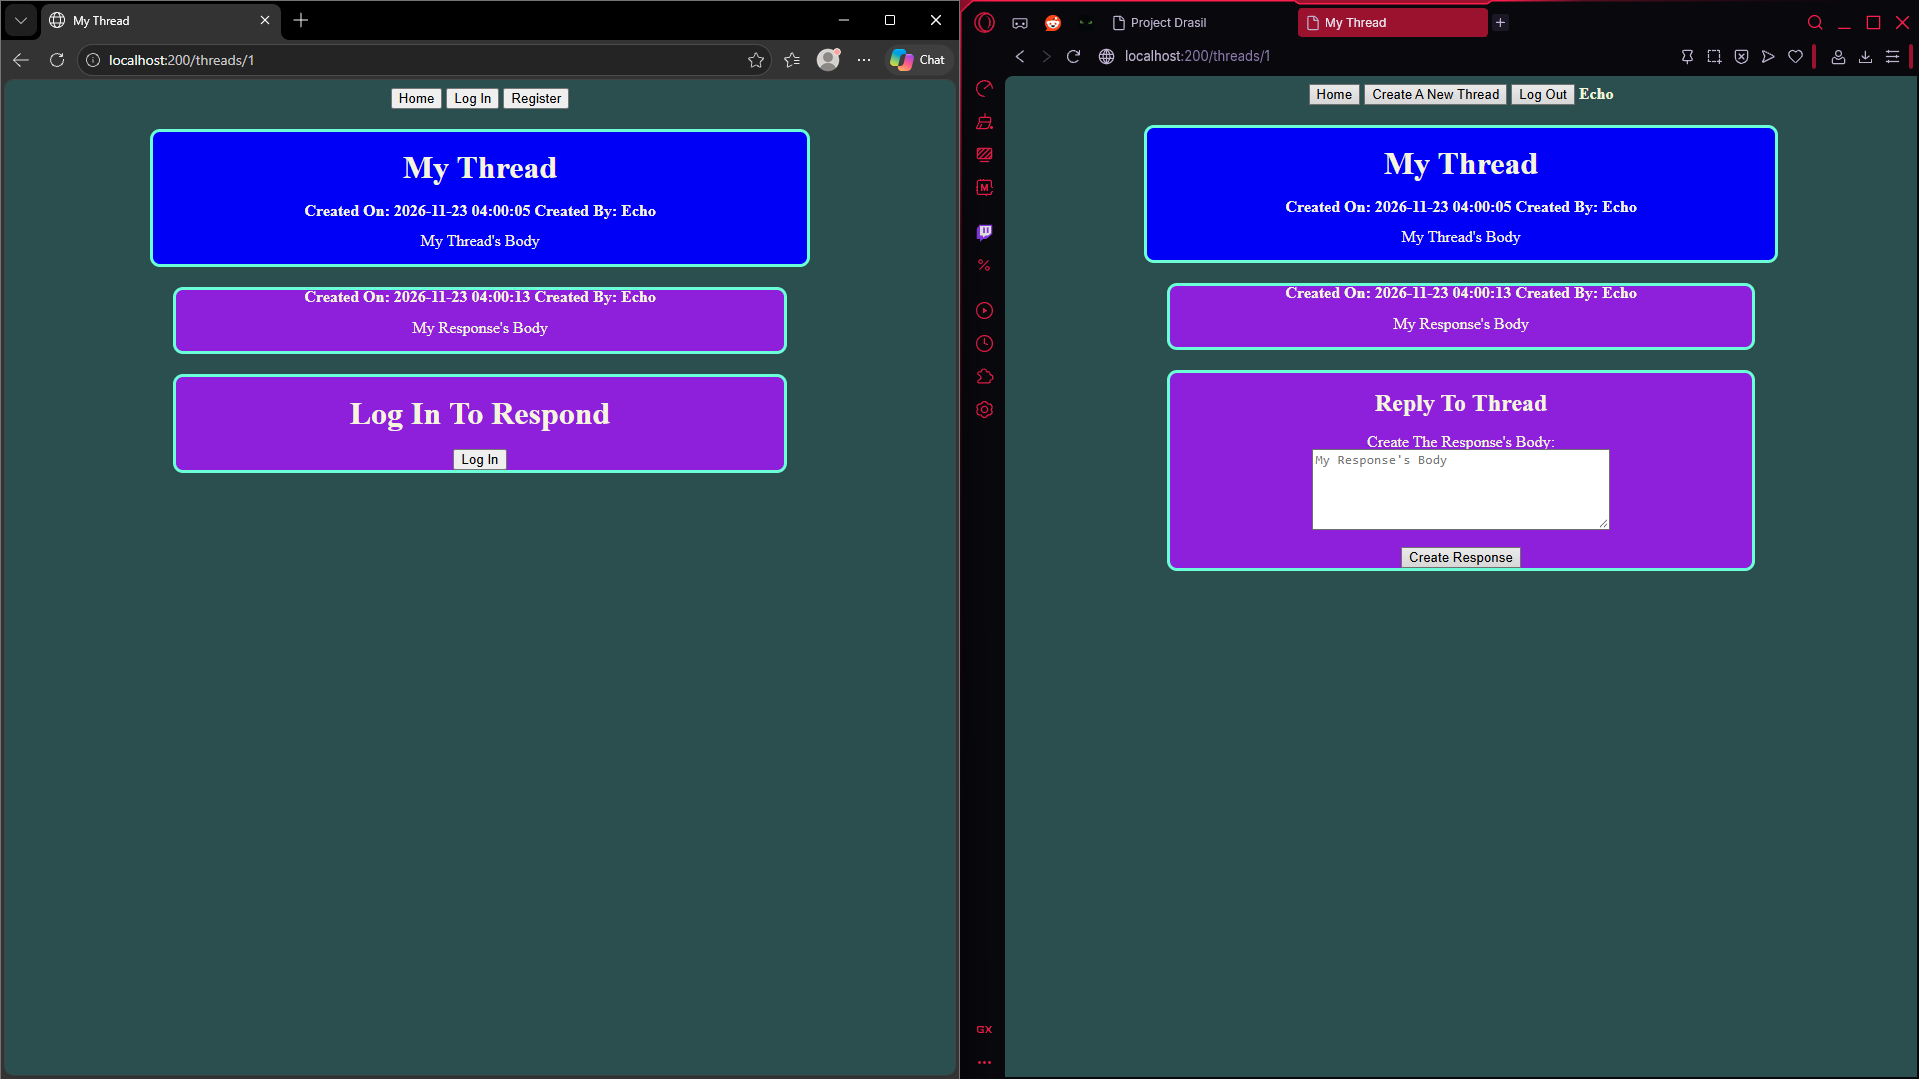 My Thread
localhost:200/threads/1
Chat
Home Log In Register
My Thread
Created On: 2026-11-23 04:00:05 Created By: Echo
My Thread's Body
Created On: 2026-11-23 04:00:13 Created By: Echo
My Response's Body
Log In To Respond
Log In
Project Drasil
My Thread
localhost:200/threads/1
M
GX
Home Create A New Thread Log Out Echo
My Thread
Created On: 2026-11-23 04:00:05 Created By: Echo
My Thread's Body
Created On: 2026-11-23 04:00:13 Created By: Echo
My Response's Body
Reply To Thread
Create The Response's Body:
My Response's Body
Create Response